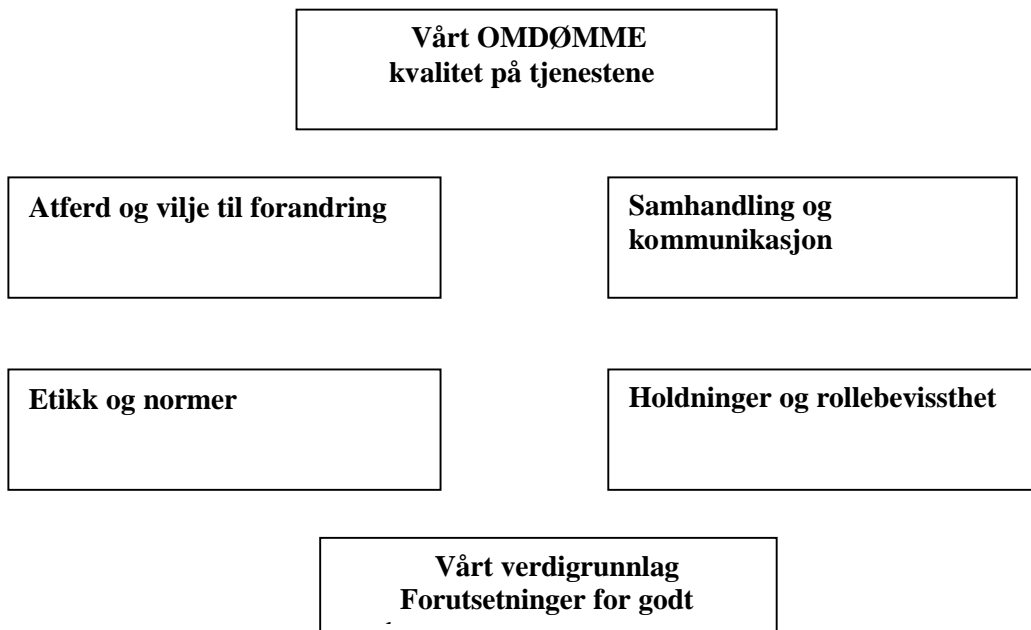 Vårt OMDØMME
kvalitet på tjenestene
Atferd og vilje til forandring
Samhandling og
kommunikasjon
Etikk og normer
Holdninger og rollebevissthet
Vårt verdigrunnlag
Forutsetninger for godt